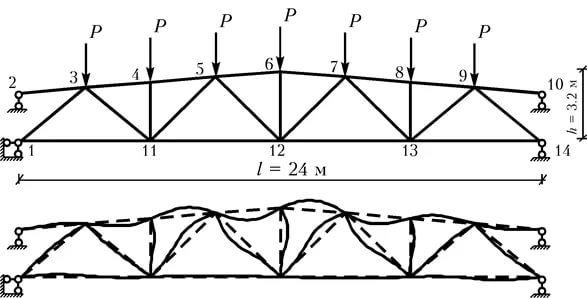 P P P P P P P
2 3 4 5 6 7 8 9 10
h = 3.2 м
1 11 12 13 14
l = 24 м